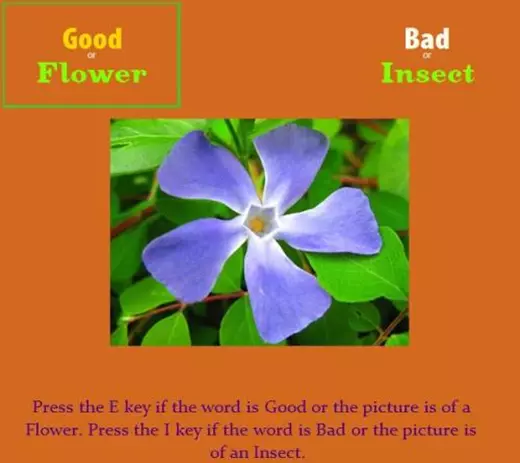 Good
or
Flower
Bad
or
Insect
Press the E key if the word is Good or the picture is of a
Flower. Press the I key if the word is Bad or the picture is
of an Insect.